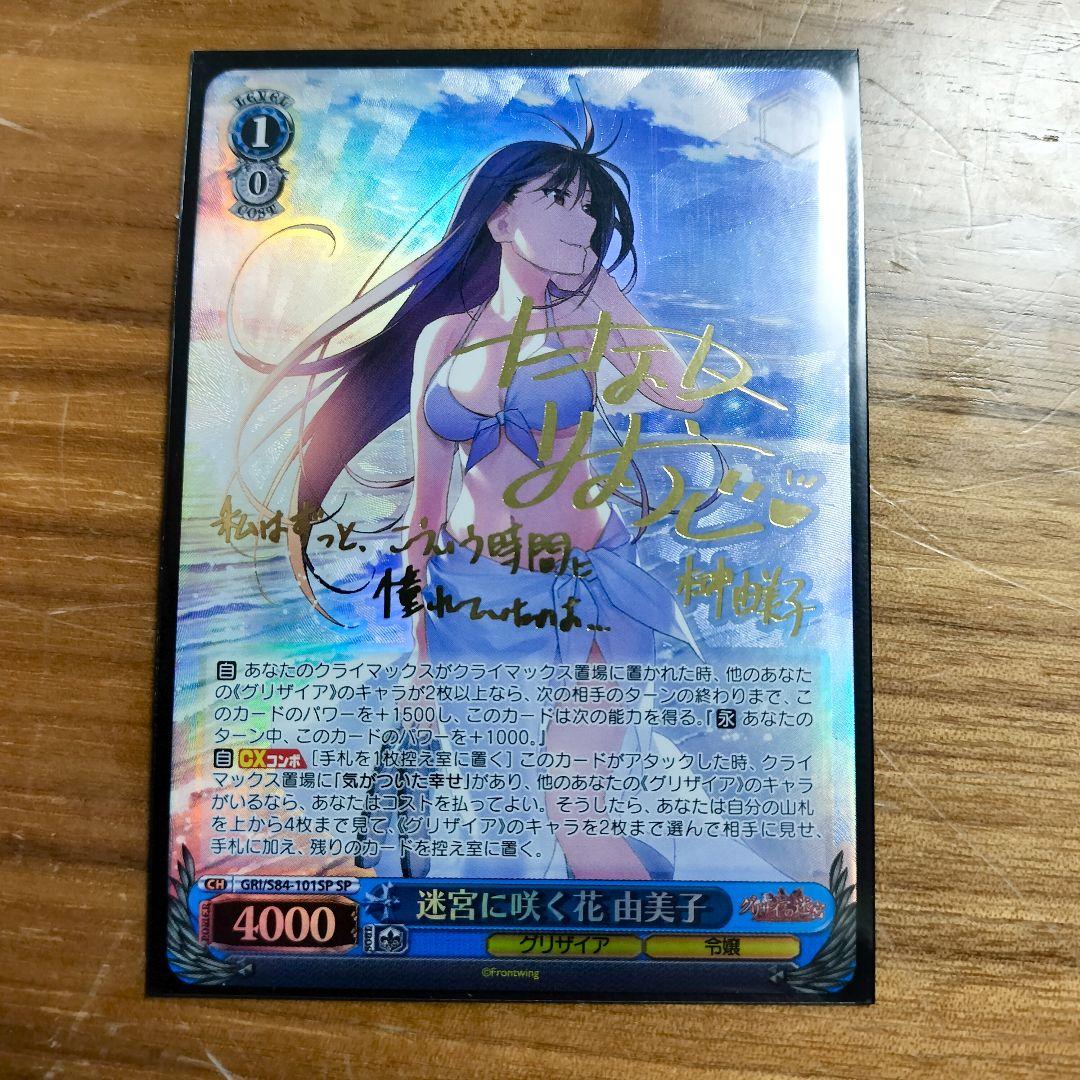 LEVEL
1
0
COST
たなか
りょうこ
私はずっと、こういう時間に
憧れていたのよ…
榊由美子
自 あなたのクライマックスがクライマックス置場に置かれた時、他のあなた
の《グリザイア》のキャラが2枚以上なら、次の相手のターンの終わりまで、こ
のカードのパワーを＋1500し、このカードは次の能力を得る。『永 あなたの
ターン中、このカードのパワーを＋1000。』
自 CXコンボ ［手札を1枚控え室に置く］ このカードがアタックした時、クライ
マックス置場に「気がついた幸せ」があり、他のあなたの《グリザイア》のキャラ
がいるなら、あなたはコストを払ってよい。そうしたら、あなたは自分の山札
を上から4枚まで見て、《グリザイア》のキャラを2枚まで選んで相手に見せ、
手札に加え、残りのカードを控え室に置く。
CH GRI/S84-101SP SP
POWER
4000
SOUL
迷宮に咲く花 由美子
グリザイアの迷宮
グリザイア
令嬢
©Frontwing